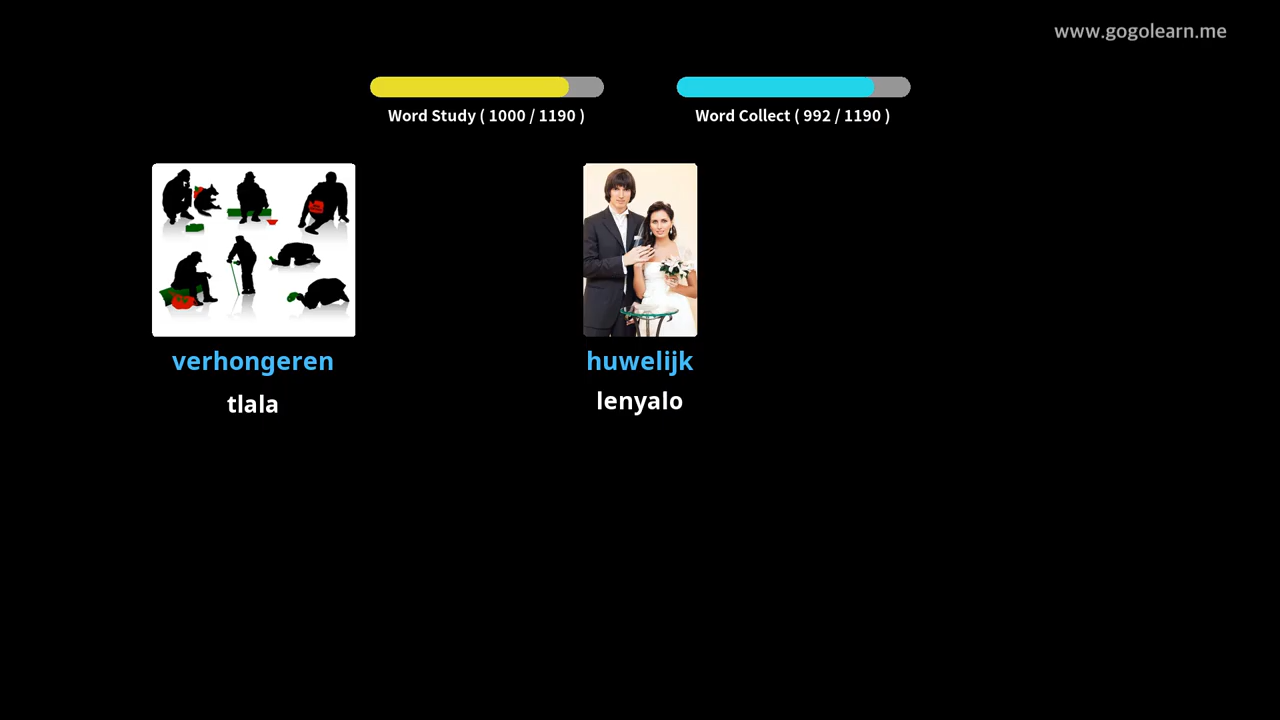 www.gogolearn.me
Word Study ( 1000 / 1190 )
Word Collect ( 992 / 1190 )
verhongeren
tlala
huwelijk
lenyalo